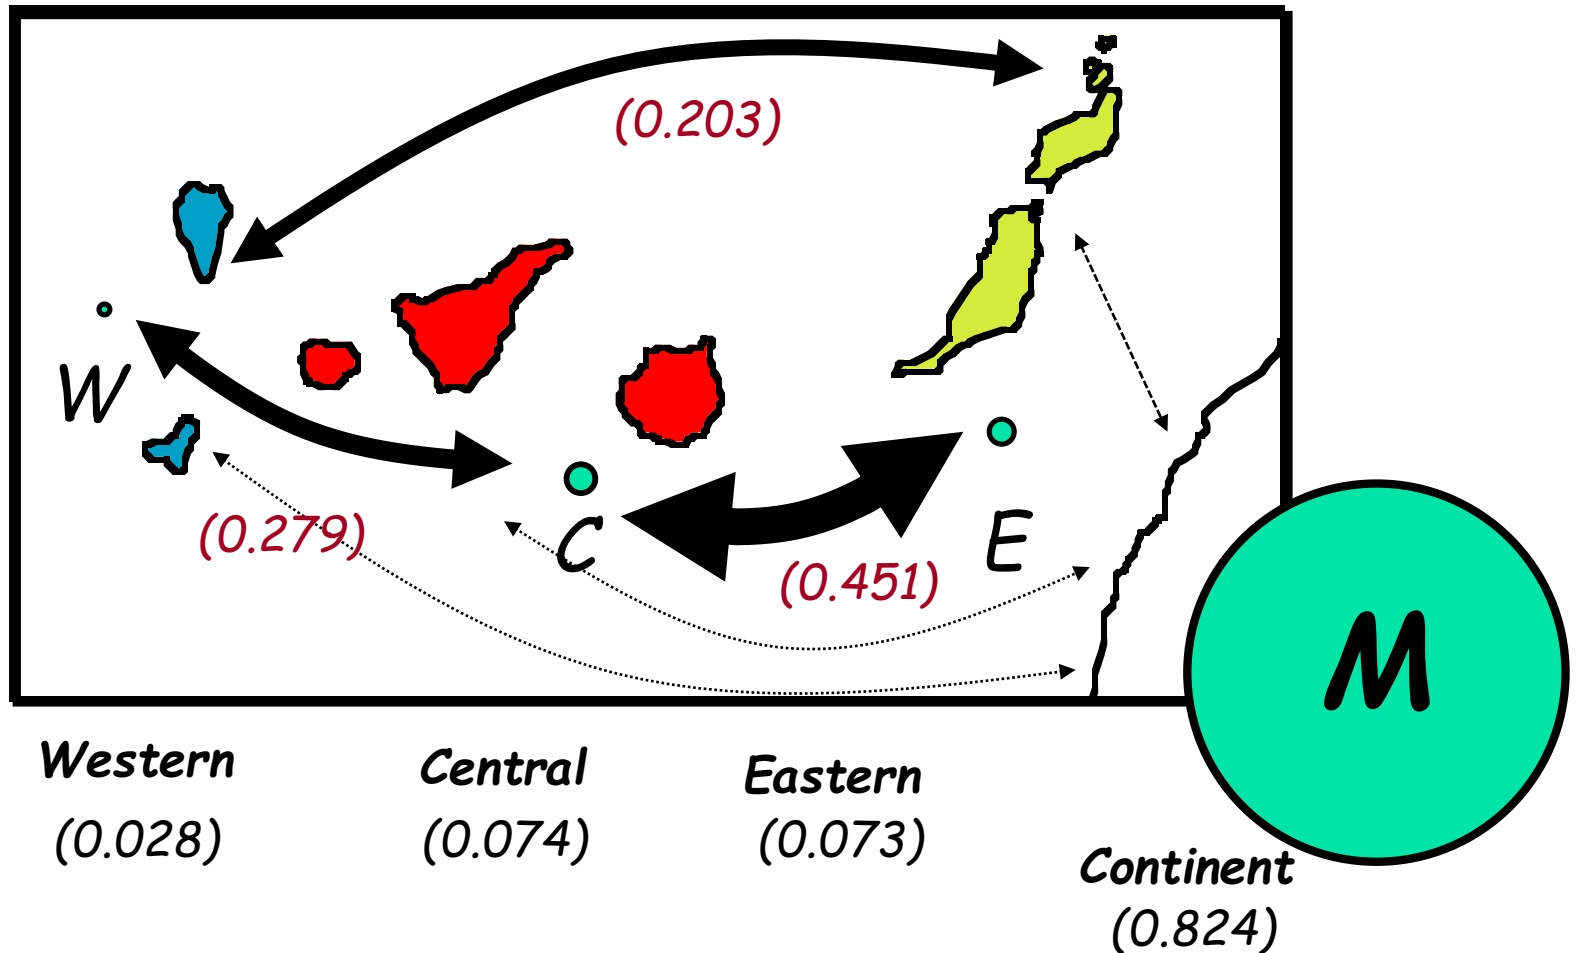 (0.203)
W
(0.279)
C
E
(0.451)
M
Western
Central
Eastern
(0.028)
(0.074)
(0.073)
Continent
(0.824)